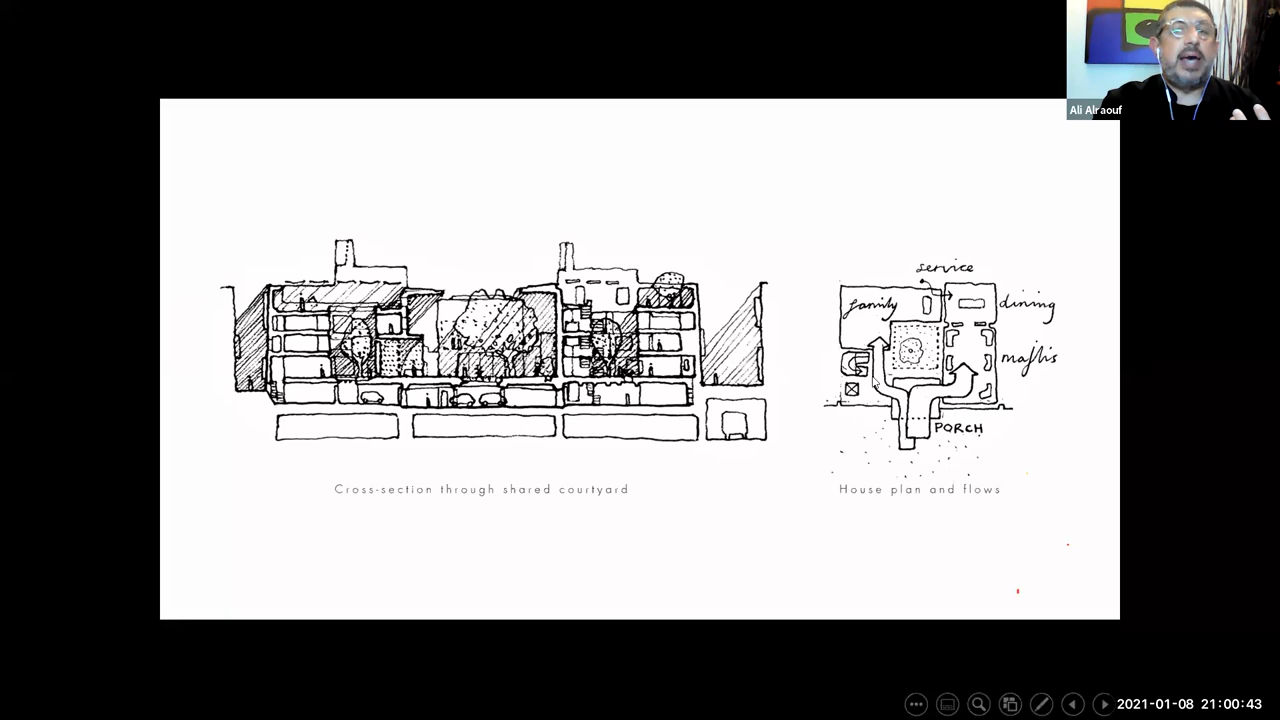 Ali Alraouf
service
family
dining
majlis
PORCH
Cross-section through shared courtyard
House plan and flows
2021-01-08 21:00:43